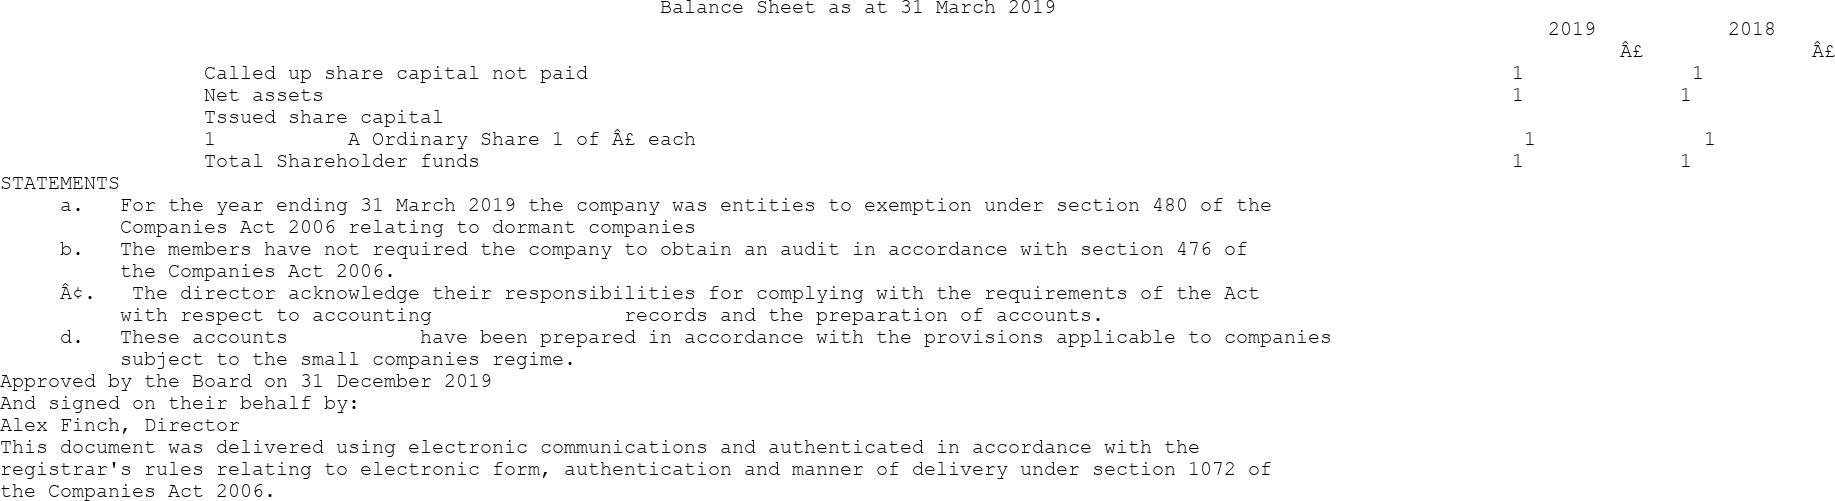 Balance Sheet as at 31 March 2019
2019 2018
Â£ Â£
Called up share capital not paid 1 1
Net assets 1 1
Tssued share capital
1 A Ordinary Share 1 of Â£ each 1 1
Total Shareholder funds 1 1
STATEMENTS
a. For the year ending 31 March 2019 the company was entities to exemption under section 480 of the
Companies Act 2006 relating to dormant companies
b. The members have not required the company to obtain an audit in accordance with section 476 of
the Companies Act 2006.
Â¢. The director acknowledge their responsibilities for complying with the requirements of the Act
with respect to accounting records and the preparation of accounts.
d. These accounts have been prepared in accordance with the provisions applicable to companies
subject to the small companies regime.
Approved by the Board on 31 December 2019
And signed on their behalf by:
Alex Finch, Director
This document was delivered using electronic communications and authenticated in accordance with the
registrar's rules relating to electronic form, authentication and manner of delivery under section 1072 of
the Companies Act 2006.